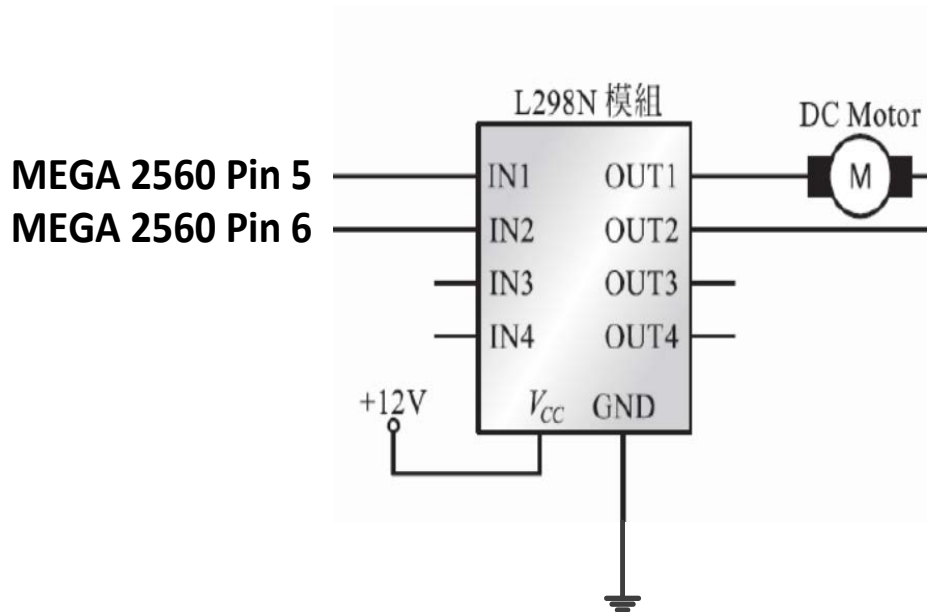 L298N 模組
DC Motor
MEGA 2560 Pin 5
MEGA 2560 Pin 6
IN1 OUT1
M
IN2 OUT2
IN3 OUT3
IN4 OUT4
+12V
VCC GND